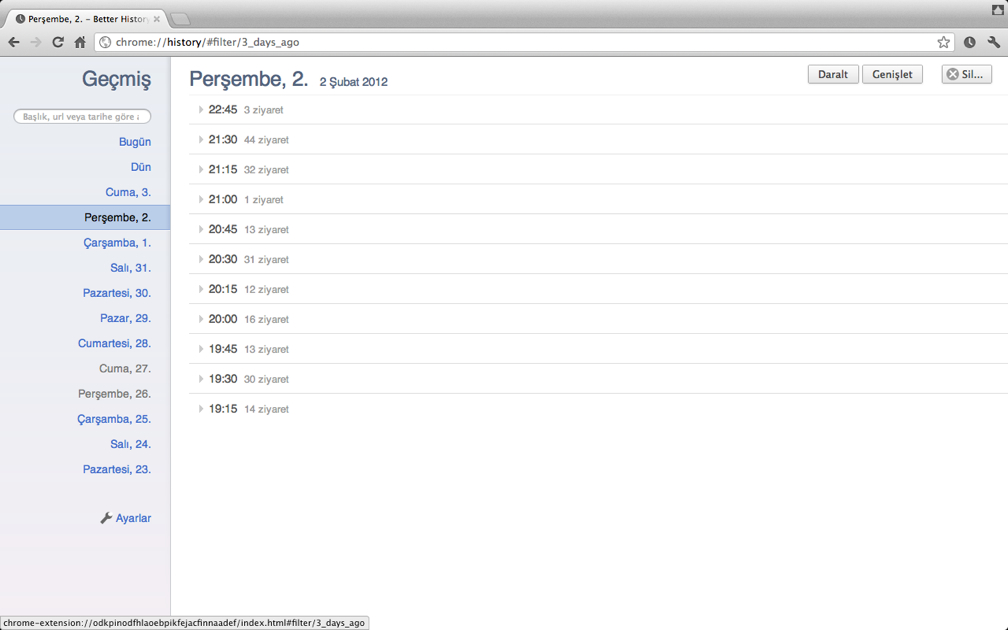 Perşembe, 2. – Better History
chrome://history/#filter/3_days_ago
Geçmiş
Başlık, url veya tarihe göre
Bugün
Dün
Cuma, 3.
Perşembe, 2.
Çarşamba, 1.
Salı, 31.
Pazartesi, 30.
Pazar, 29.
Cumartesi, 28.
Cuma, 27.
Perşembe, 26.
Çarşamba, 25.
Salı, 24.
Pazartesi, 23.
Ayarlar
Perşembe, 2. 2 Şubat 2012
Daralt Genişlet Sil...
22:45 3 ziyaret
21:30 44 ziyaret
21:15 32 ziyaret
21:00 1 ziyaret
20:45 13 ziyaret
20:30 31 ziyaret
20:15 12 ziyaret
20:00 16 ziyaret
19:45 13 ziyaret
19:30 30 ziyaret
19:15 14 ziyaret
chrome-extension://odkpinodfhlaoebpikfejacfinnaadef/index.html#filter/3_days_ago